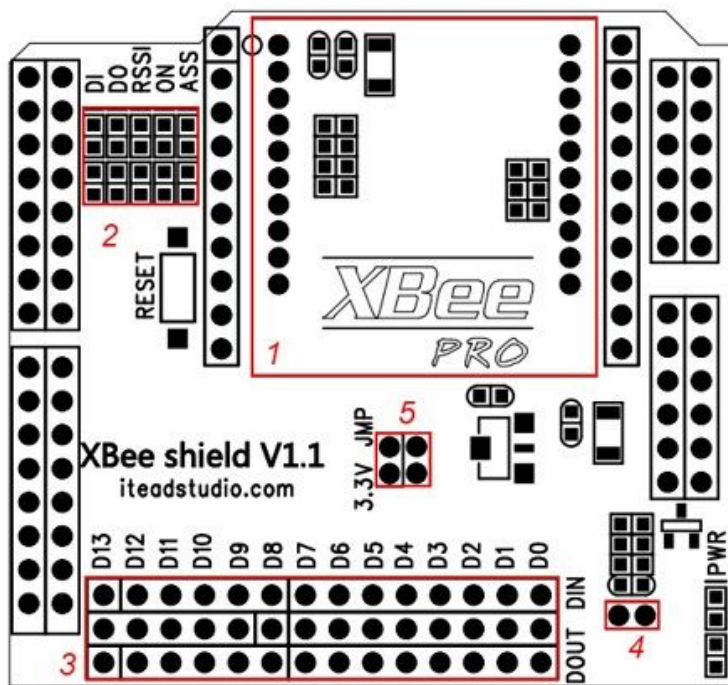 DI
DO
RSSI
ON
ASS
2
RESET
XBee
PRO
1
5
JMP
3.3V
XBee shield V1.1
iteadstudio.com
D13
D12
D11
D10
D9
D8
D7
D6
D5
D4
D3
D2
D1
D0
PWR
DIN
DOUT
3
4